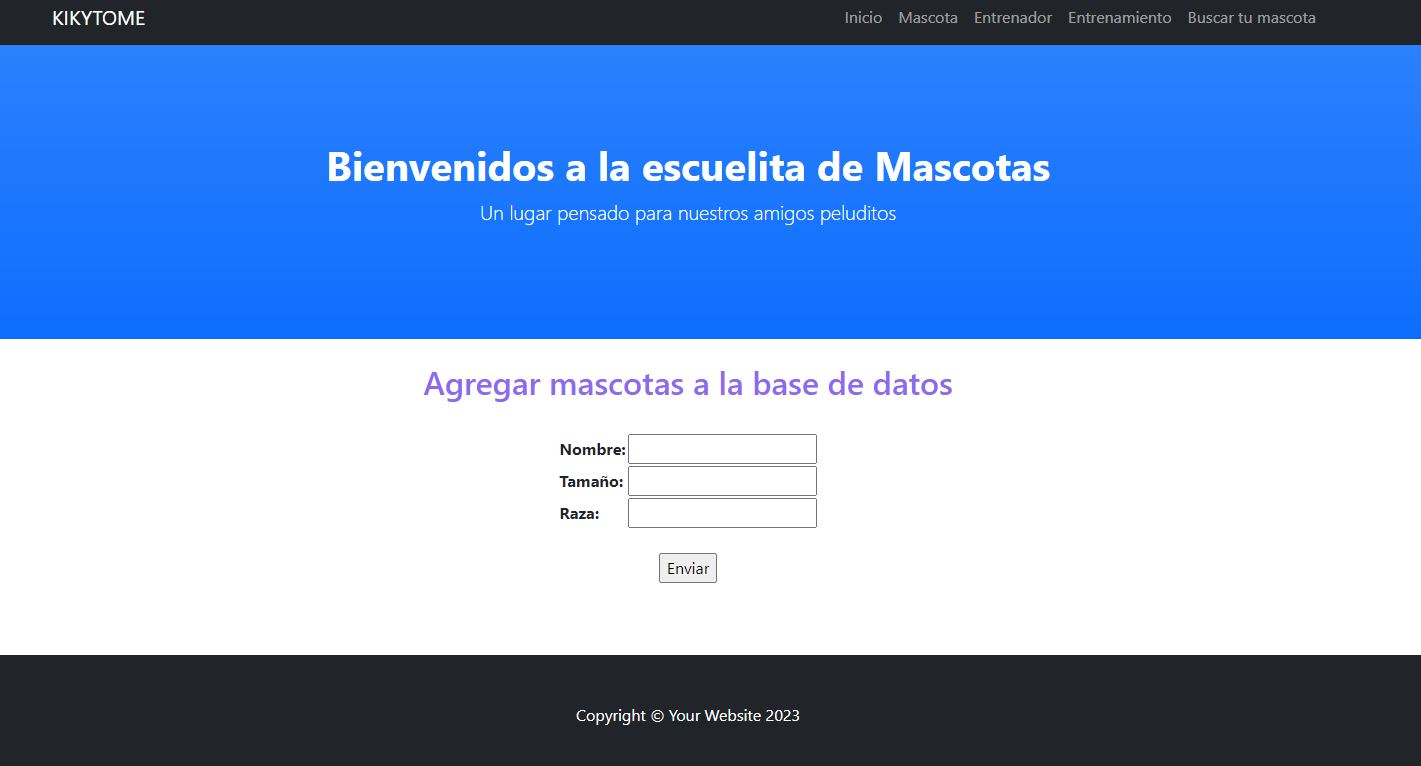 KIKYTOME Inicio Mascota Entrenador Entrenamiento Buscar tu mascota
Bienvenidos a la escuelita de Mascotas
Un lugar pensado para nuestros amigos peluditos
Agregar mascotas a la base de datos
Nombre:
Tamaño:
Raza:
Enviar
Copyright © Your Website 2023